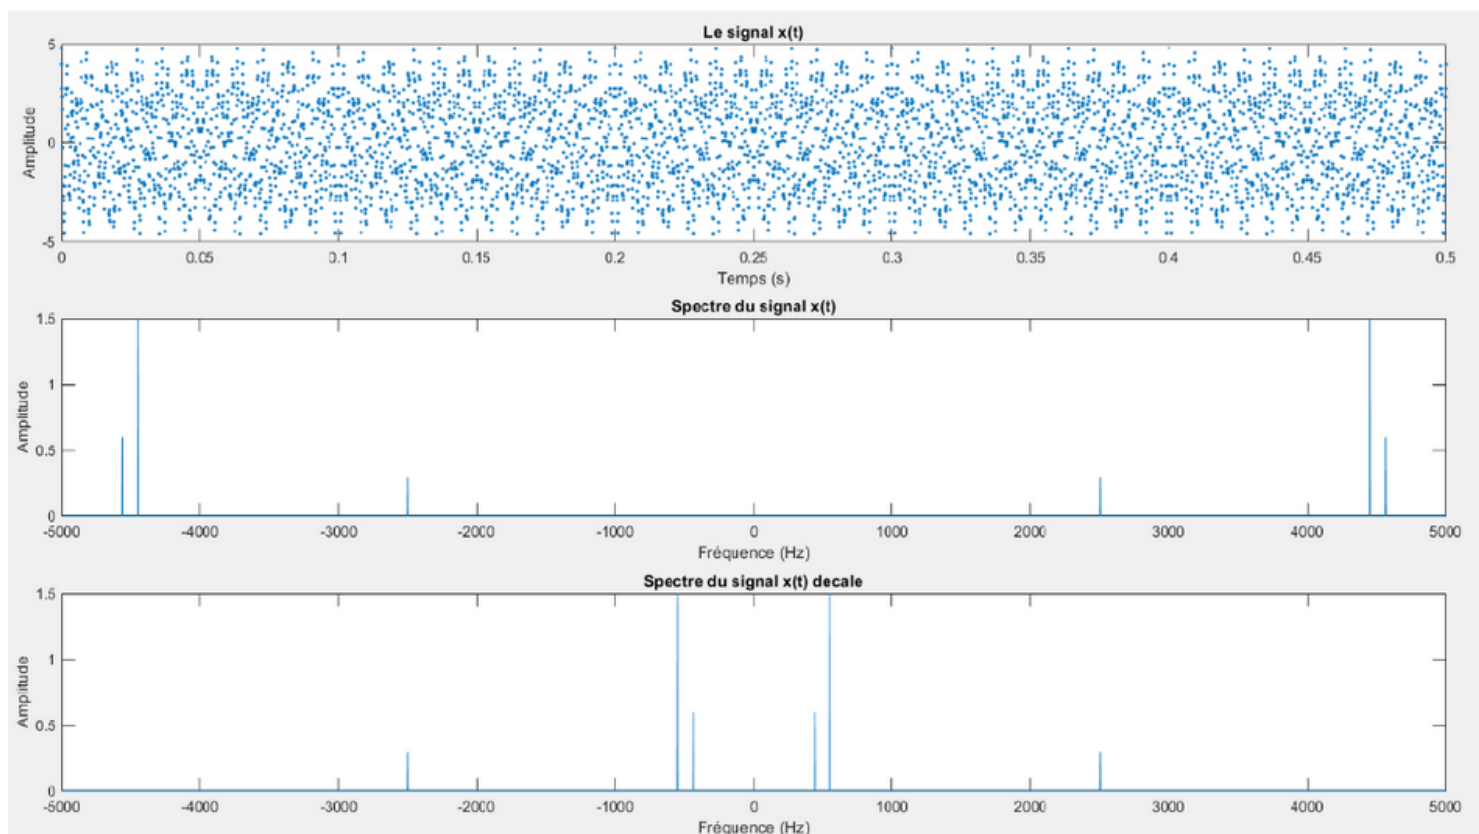 Le signal x(t)
5
0
-5
Amplitude
0 0.05 0.1 0.15 0.2 0.25 0.3 0.35 0.4 0.45 0.5
Temps (s)
Spectre du signal x(t)
1.5
1
0.5
0
Amplitude
-5000 -4000 -3000 -2000 -1000 0 1000 2000 3000 4000 5000
Fréquence (Hz)
Spectre du signal x(t) decale
1.5
1
0.5
0
Amplitude
-5000 -4000 -3000 -2000 -1000 0 1000 2000 3000 4000 5000
Fréquence (Hz)